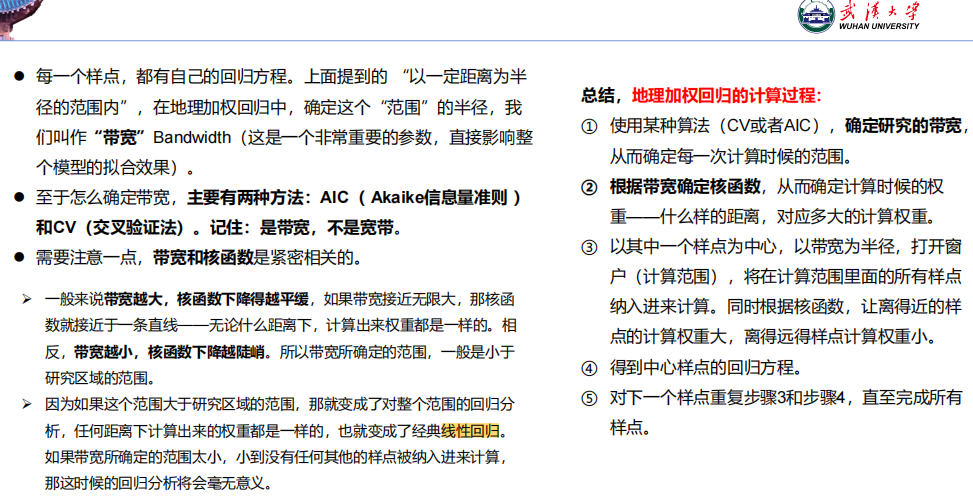 武汉大学
WUHAN UNIVERSITY
● 每一个样点，都有自己的回归方程。上面提到的 “以一定距离为半
径的范围内”，在地理加权回归中，确定这个“范围”的半径，我
们叫作“带宽”Bandwidth（这是一个非常重要的参数，直接影响整
个模型的拟合效果）。
● 至于怎么确定带宽，主要有两种方法：AIC（ Akaike信息量准则 ）
和CV（交叉验证法）。记住：是带宽，不是宽带。
● 需要注意一点，带宽和核函数是紧密相关的。
➢ 一般来说带宽越大，核函数下降得越平缓，如果带宽接近无限大，那核函
数就接近于一条直线——无论什么距离下，计算出来权重都是一样的。相
反，带宽越小，核函数下降越陡峭。所以带宽所确定的范围，一般是小于
研究区域的范围。
➢ 因为如果这个范围大于研究区域的范围，那就变成了对整个范围的回归分
析，任何距离下计算出来的权重都是一样的，也就变成了经典线性回归。
如果带宽所确定的范围太小，小到没有任何其他的样点被纳入进来计算，
那这时候的回归分析将会毫无意义。
总结，地理加权回归的计算过程：
① 使用某种算法（CV或者AIC），确定研究的带宽，
从而确定每一次计算时候的范围。
② 根据带宽确定核函数，从而确定计算时候的权
重——什么样的距离，对应多大的计算权重。
③ 以其中一个样点为中心，以带宽为半径，打开窗
户（计算范围），将在计算范围里面的所有样点
纳入进来计算。同时根据核函数，让离得近的样
点的计算权重大，离得远得样点计算权重小。
④ 得到中心样点的回归方程。
⑤ 对下一个样点重复步骤3和步骤4，直至完成所有
样点。